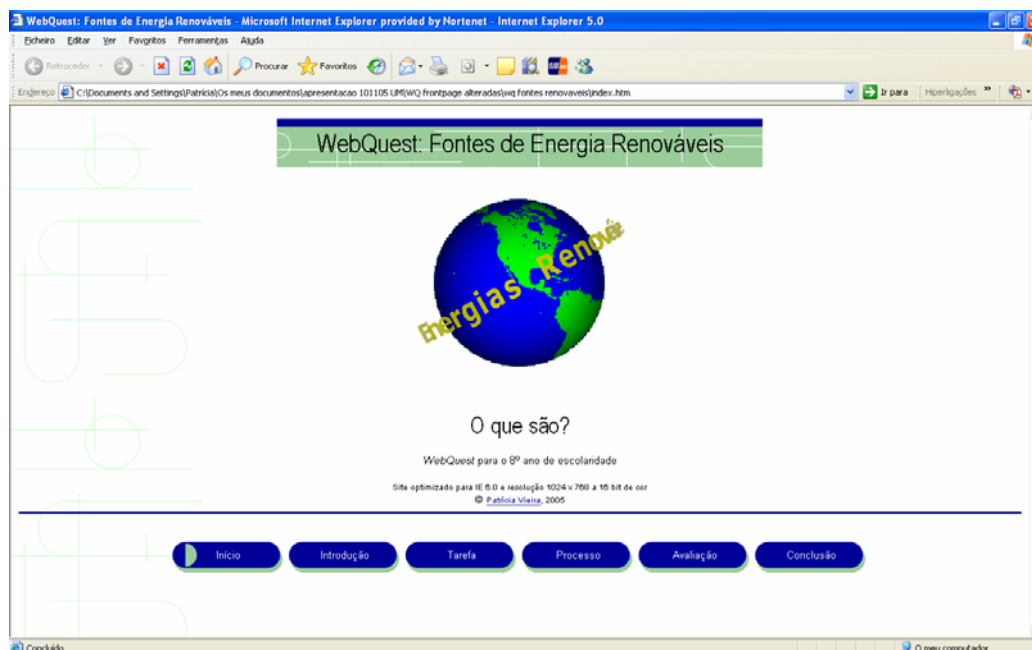 WebQuest: Fontes de Energia Renováveis - Microsoft Internet Explorer provided by Nortenet - Internet Explorer 5.0
Ficheiro Editar Ver Favoritos Ferramentas Ajuda
Retroceder Procurar Favoritos
Endereço C:\Documents and Settings\Patricia\Os meus documentos\apresentacao 101105 UM\WQ frontpage alteradas\wq fontes renovaveis\index.htm Ir para Hiperligações »
WebQuest: Fontes de Energia Renováveis
Energias Renová
O que são?
WebQuest para o 8º ano de escolaridade
Site optimizado para IE 6.0 e resolução 1024 x 768 a 16 bit de cor
© Patrícia Vieira, 2005
Início Introdução Tarefa Processo Avaliação Conclusão
Concluído O meu computador